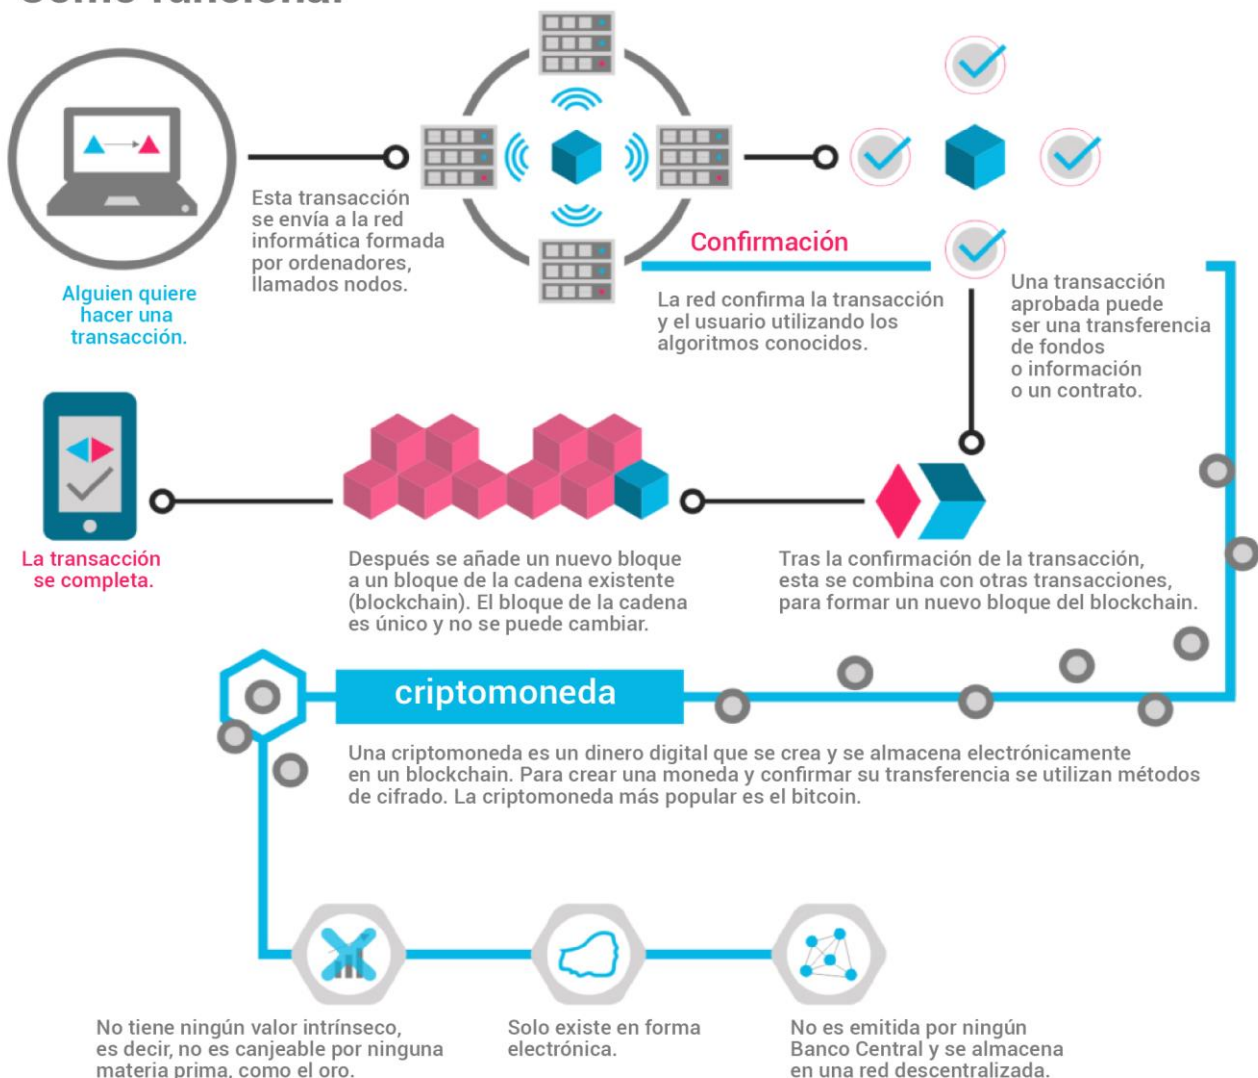 Alguien quiere
hacer una
transacción.
Esta transacción
se envía a la red
informática formada
por ordenadores,
llamados nodos.
Confirmación
La red confirma la transacción
y el usuario utilizando los
algoritmos conocidos.
Una transacción
aprobada puede
ser una transferencia
de fondos
o información
o un contrato.
Tras la confirmación de la transacción,
esta se combina con otras transacciones,
para formar un nuevo bloque del blockchain.
Después se añade un nuevo bloque
a un bloque de la cadena existente
(blockchain). El bloque de la cadena
es único y no se puede cambiar.
La transacción
se completa.
criptomoneda
Una criptomoneda es un dinero digital que se crea y se almacena electrónicamente
en un blockchain. Para crear una moneda y confirmar su transferencia se utilizan métodos
de cifrado. La criptomoneda más popular es el bitcoin.
No tiene ningún valor intrínseco,
es decir, no es canjeable por ninguna
materia prima, como el oro.
Solo existe en forma
electrónica.
No es emitida por ningún
Banco Central y se almacena
en una red descentralizada.